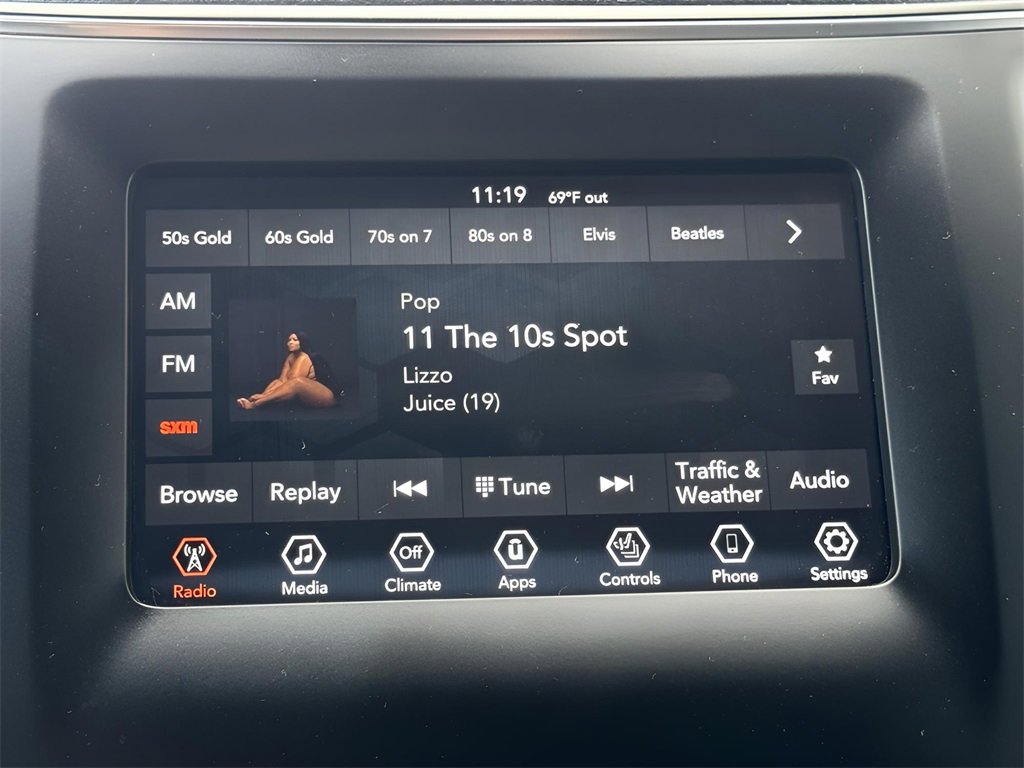 11:19 69°F out
50s Gold 60s Gold 70s on 7 80s on 8 Elvis Beatles
AM
Pop
11 The 10s Spot
FM
Fav
Lizzo
Juice (19)
sxm
Browse Replay Tune Traffic & Weather Audio
Off
Radio Media Climate Apps Controls Phone Settings